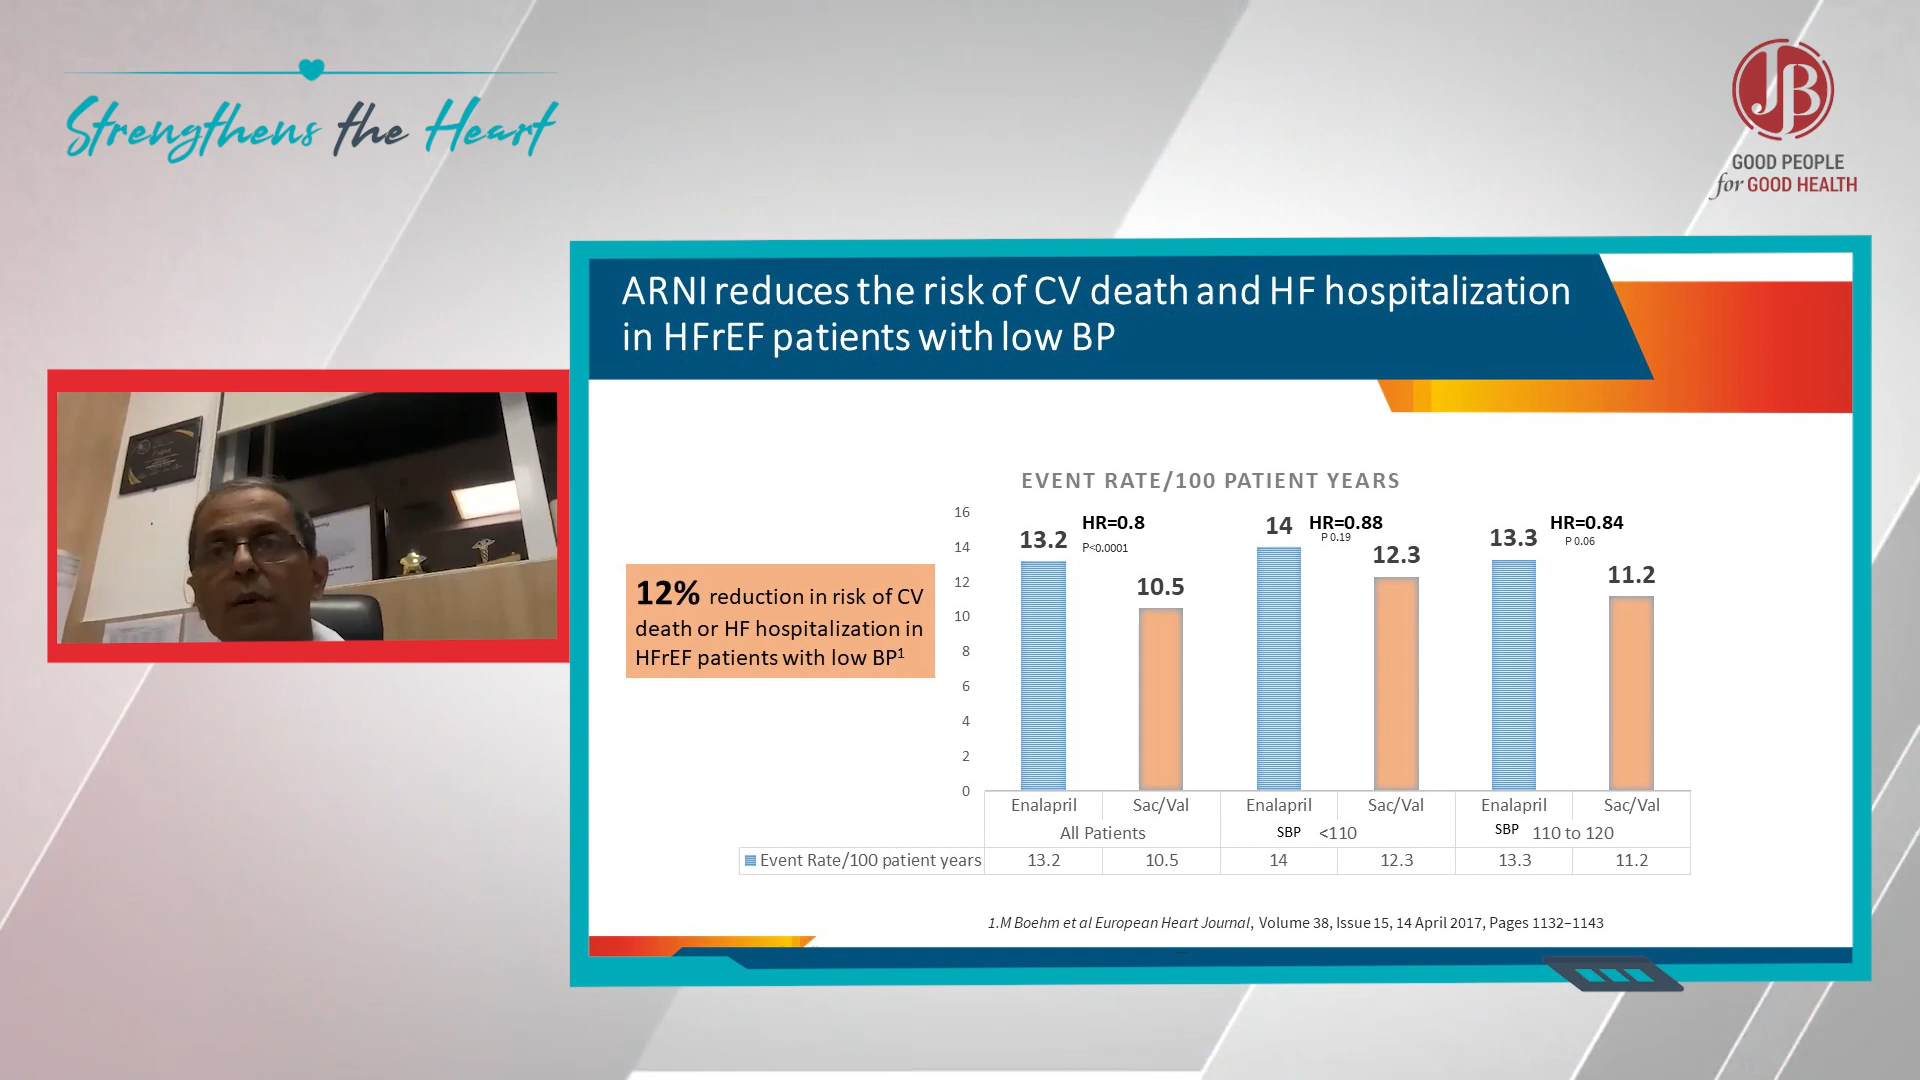 Strengthens the Heart
JB
GOOD PEOPLE
for GOOD HEALTH
ARNI reduces the risk of CV death and HF hospitalization
in HFrEF patients with low BP
12% reduction in risk of CV
death or HF hospitalization in
HFrEF patients with low BP1
EVENT RATE/100 PATIENT YEARS
16
14
12
10
8
6
4
2
0
13.2
HR=0.8
P<0.0001
10.5
14
HR=0.88
P 0.19
12.3
13.3
HR=0.84
P 0.06
11.2
Enalapril Sac/Val Enalapril Sac/Val Enalapril Sac/Val
All Patients SBP <110 SBP 110 to 120
Event Rate/100 patient years 13.2 10.5 14 12.3 13.3 11.2
1.M Boehm et al European Heart Journal, Volume 38, Issue 15, 14 April 2017, Pages 1132–1143